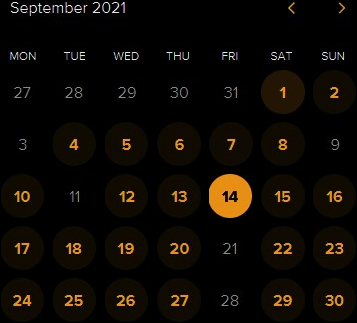 September 2021
MON TUE WED THU FRI SAT SUN
27 28 29 30 31 1 2
3 4 5 6 7 8 9
10 11 12 13 14 15 16
17 18 19 20 21 22 23
24 25 26 27 28 29 30